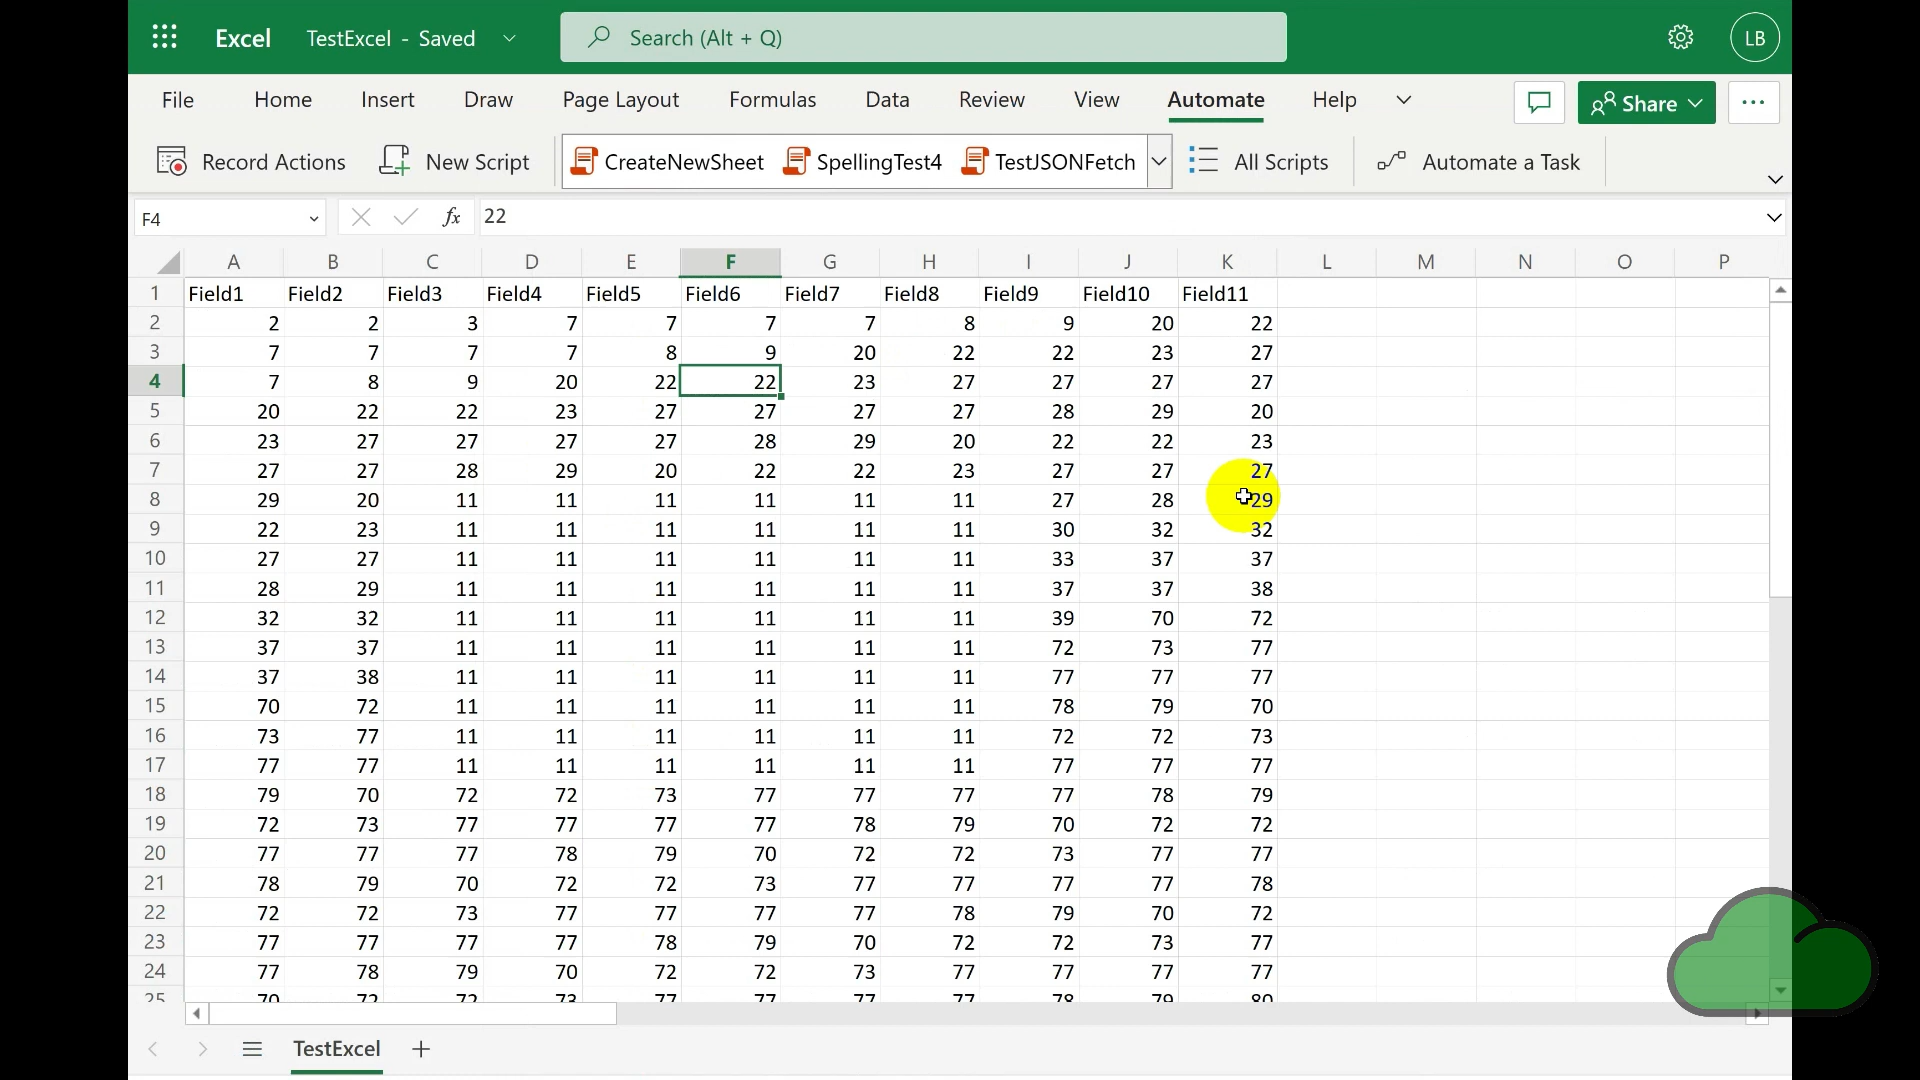 Excel TestExcel - Saved Search (Alt + Q) LB
File Home Insert Draw Page Layout Formulas Data Review View Automate Help Share
Record Actions New Script CreateNewSheet SpellingTest4 TestJSONFetch All Scripts Automate a Task
F4 fx 22
A B C D E F G H I J K L M N O P
1 Field1 Field2 Field3 Field4 Field5 Field6 Field7 Field8 Field9 Field10 Field11
2 2 2 3 7 7 7 7 8 9 20 22
3 7 7 7 7 8 9 20 22 22 23 27
4 7 8 9 20 22 22 23 27 27 27 27
5 20 22 22 23 27 27 27 27 28 29 20
6 23 27 27 27 27 28 29 20 22 22 23
7 27 27 28 29 20 22 22 23 27 27 27
8 29 20 11 11 11 11 11 11 27 28 29
9 22 23 11 11 11 11 11 11 30 32 32
10 27 27 11 11 11 11 11 11 33 37 37
11 28 29 11 11 11 11 11 11 37 37 38
12 32 32 11 11 11 11 11 11 39 70 72
13 37 37 11 11 11 11 11 11 72 73 77
14 37 38 11 11 11 11 11 11 77 77 77
15 70 72 11 11 11 11 11 11 78 79 70
16 73 77 11 11 11 11 11 11 72 72 73
17 77 77 11 11 11 11 11 11 77 77 77
18 79 70 72 72 73 77 77 77 77 78 79
19 72 73 77 77 77 77 78 79 70 72 72
20 77 77 77 78 79 70 72 72 73 77 77
21 78 79 70 72 72 73 77 77 77 77 78
22 72 72 73 77 77 77 77 78 79 70 72
23 77 77 77 77 78 79 70 72 72 73 77
24 77 78 79 70 72 72 73 77 77 77 77
25 70 72 72 73 77 77 77 77 78 79 80
TestExcel